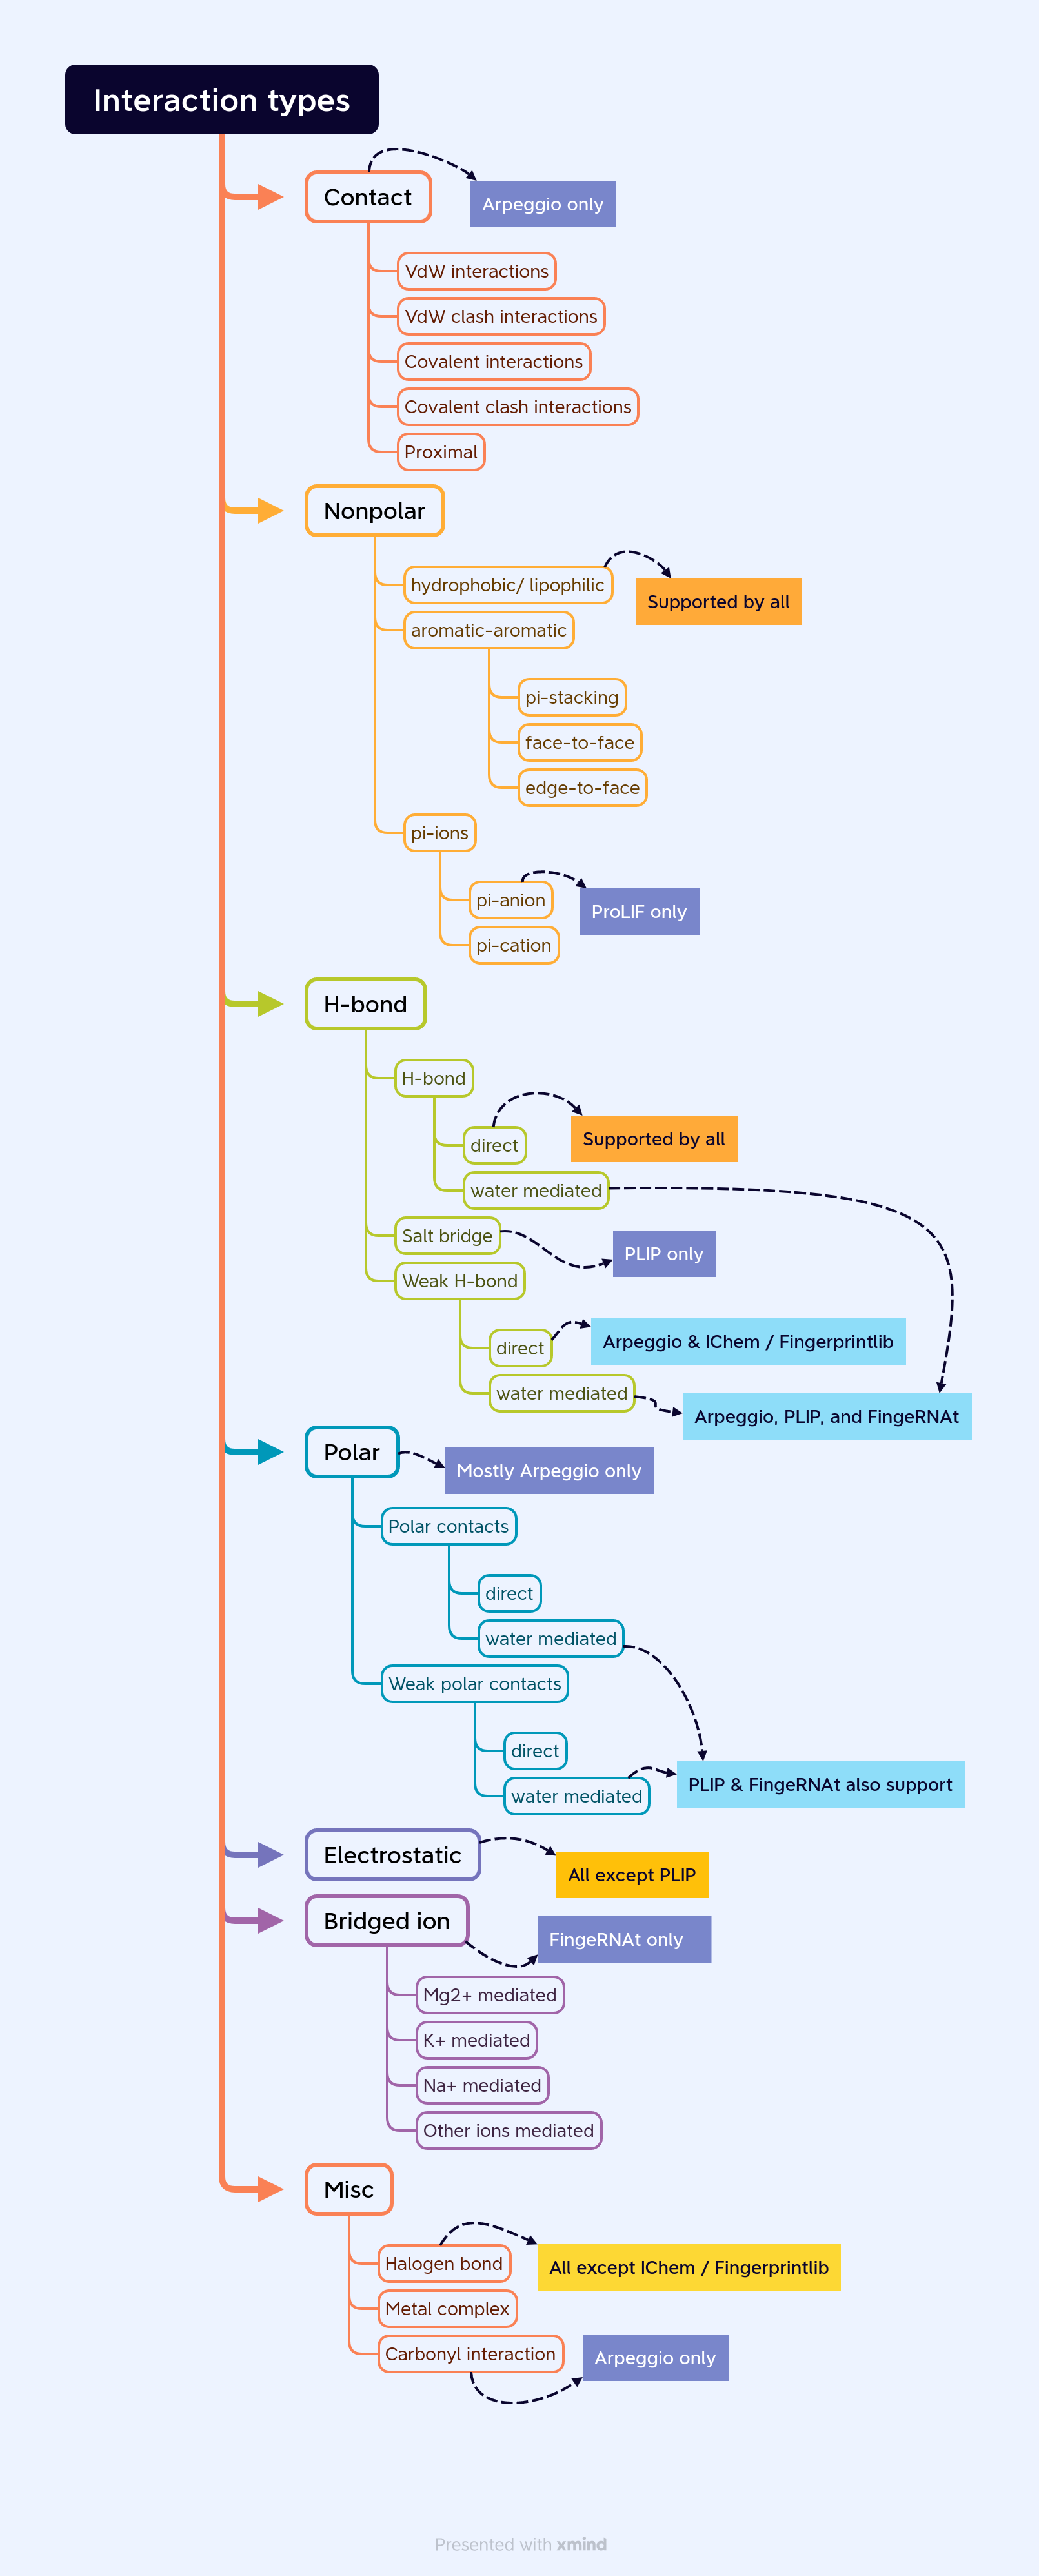 Interaction types
Contact
Arpeggio only
VdW interactions
VdW clash interactions
Covalent interactions
Covalent clash interactions
Proximal
Nonpolar
hydrophobic/ lipophilic
Supported by all
aromatic-aromatic
pi-stacking
face-to-face
edge-to-face
pi-ions
pi-anion
ProLIF only
pi-cation
H-bond
H-bond
Supported by all
direct
water mediated
Salt bridge
PLIP only
Weak H-bond
Arpeggio & IChem / Fingerprintlib
direct
water mediated
Arpeggio, PLIP, and FingeRNAt
Polar
Mostly Arpeggio only
Polar contacts
direct
water mediated
Weak polar contacts
direct
PLIP & FingeRNAt also support
water mediated
Electrostatic
All except PLIP
Bridged ion
FingeRNAt only
Mg2+ mediated
K+ mediated
Na+ mediated
Other ions mediated
Misc
Halogen bond
All except IChem / Fingerprintlib
Metal complex
Carbonyl interaction
Arpeggio only
Presented with xmind